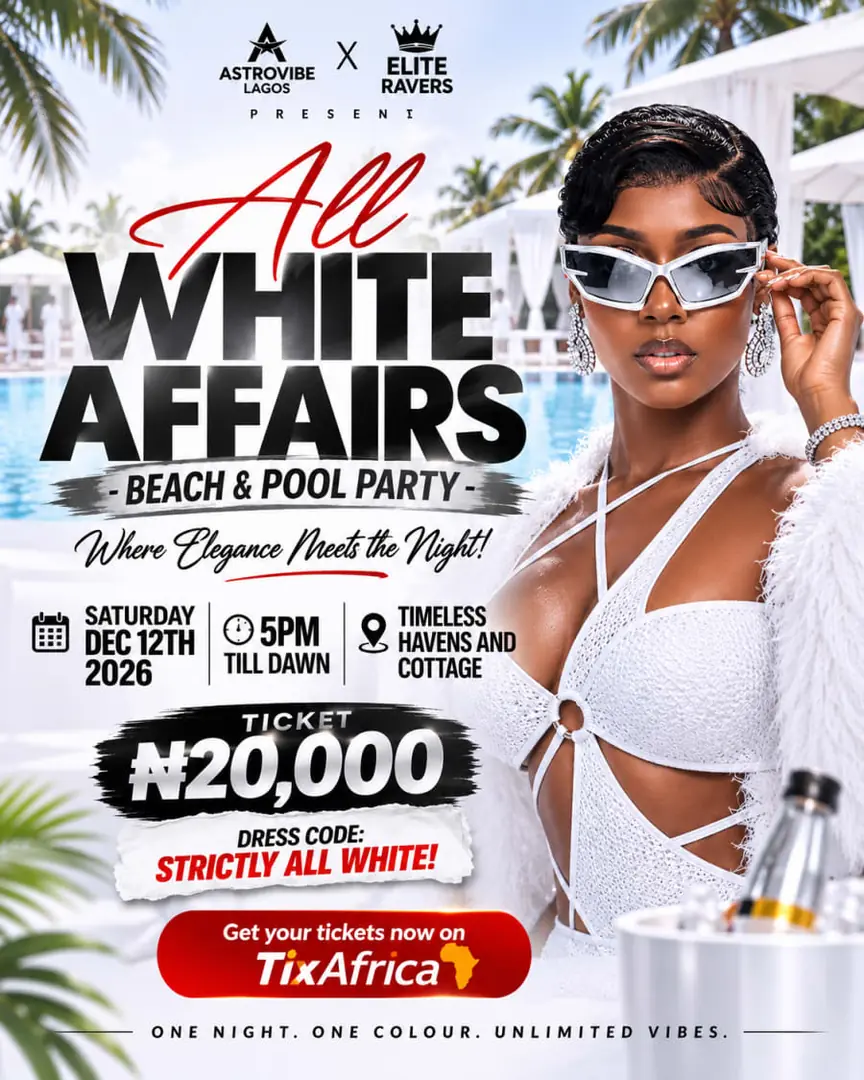 ASTROVIBE
LAGOS
X
ELITE
RAVERS
PRESENT
All
WHITE
AFFAIRS
- BEACH & POOL PARTY -
Where Elegance Meets the Night!
SATURDAY
DEC 12TH
2026
5PM
TILL DAWN
TIMELESS
HAVENS AND
COTTAGE
TICKET
₦20,000
DRESS CODE:
STRICTLY ALL WHITE!
Get your tickets now on
TixAfrica
ONE NIGHT. ONE COLOUR. UNLIMITED VIBES.